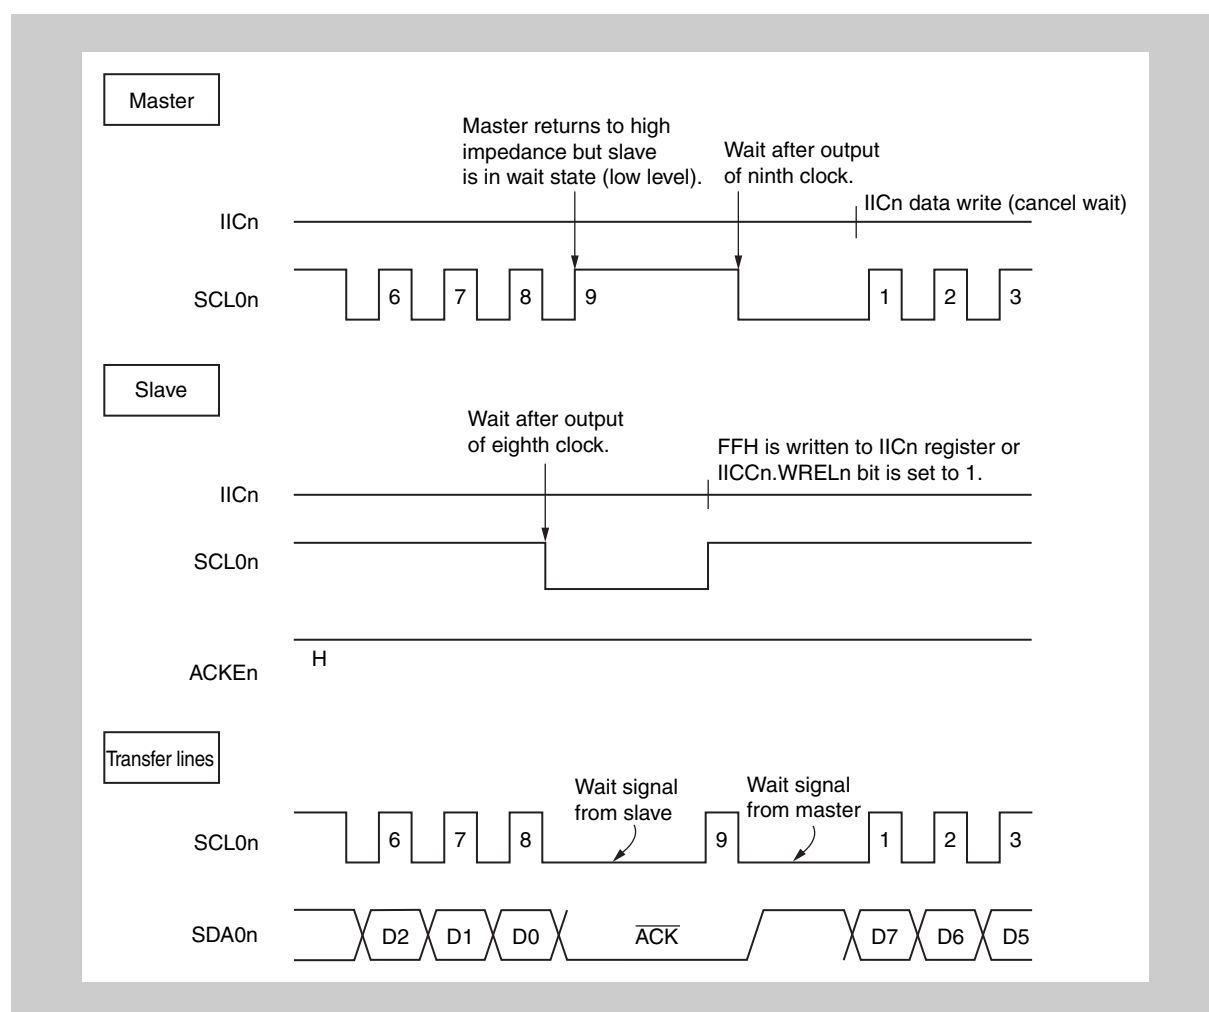 Master
Master returns to high
impedance but slave
is in wait state (low level).
Wait after output
of ninth clock.
IICn data write (cancel wait)
IICn
SCL0n
6 7 8 9 1 2 3
Slave
Wait after output
of eighth clock.
FFH is written to IICn register or
IICCn.WRELn bit is set to 1.
IICn
SCL0n
H
ACKEn
Transfer lines
Wait signal
from slave
Wait signal
from master
SCL0n
6 7 8 9 1 2 3
SDA0n
D2 D1 D0 A̅C̅K̅ D7 D6 D5